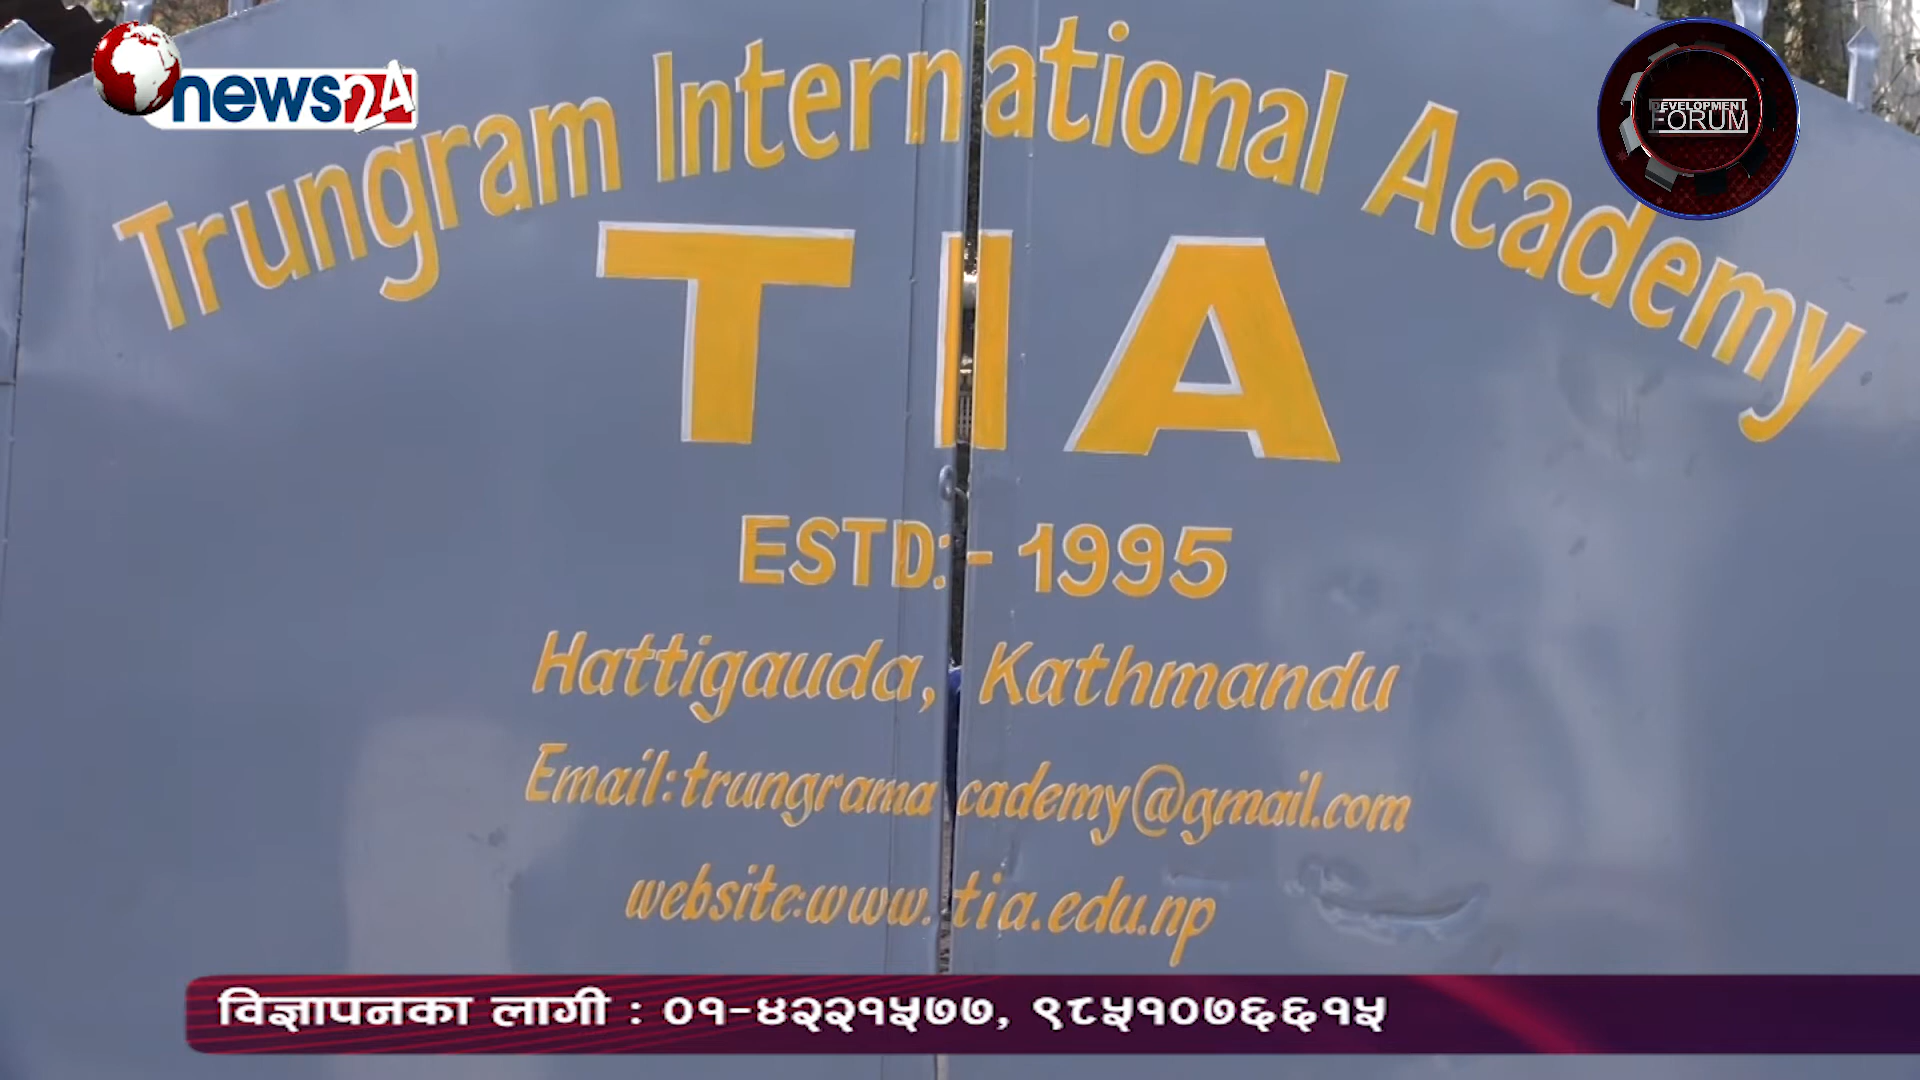 news24
DEVELOPMENT
FORUM
Trungram International Academy
TIA
ESTD:- 1995
Hattigauda, Kathmandu
Email:trungramacademy@gmail.com
website:www.tia.edu.np
विज्ञापनका लागी : ०१-४२२१५७७, ९८५१०७६६१५